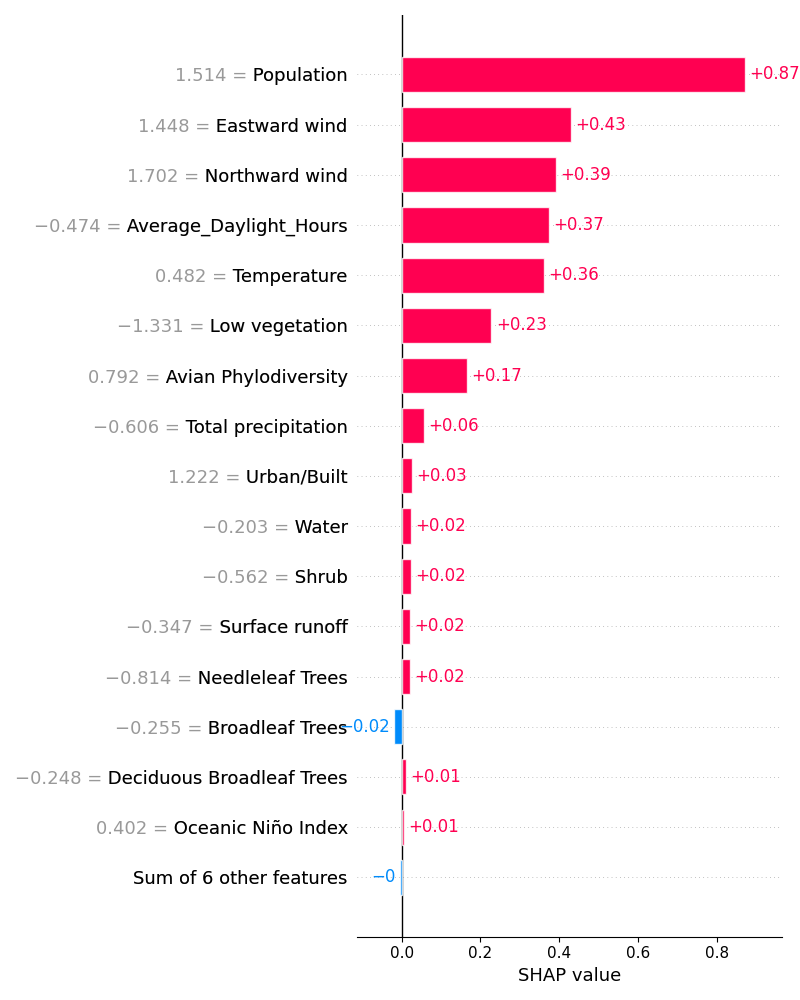 1.514 = Population +0.87
1.448 = Eastward wind +0.43
1.702 = Northward wind +0.39
−0.474 = Average_Daylight_Hours +0.37
0.482 = Temperature +0.36
−1.331 = Low vegetation +0.23
0.792 = Avian Phylodiversity +0.17
−0.606 = Total precipitation +0.06
1.222 = Urban/Built +0.03
−0.203 = Water +0.02
−0.562 = Shrub +0.02
−0.347 = Surface runoff +0.02
−0.814 = Needleleaf Trees +0.02
−0.255 = Broadleaf Trees −0.02
−0.248 = Deciduous Broadleaf Trees +0.01
0.402 = Oceanic Niño Index +0.01
Sum of 6 other features −0
0.0 0.2 0.4 0.6 0.8
SHAP value